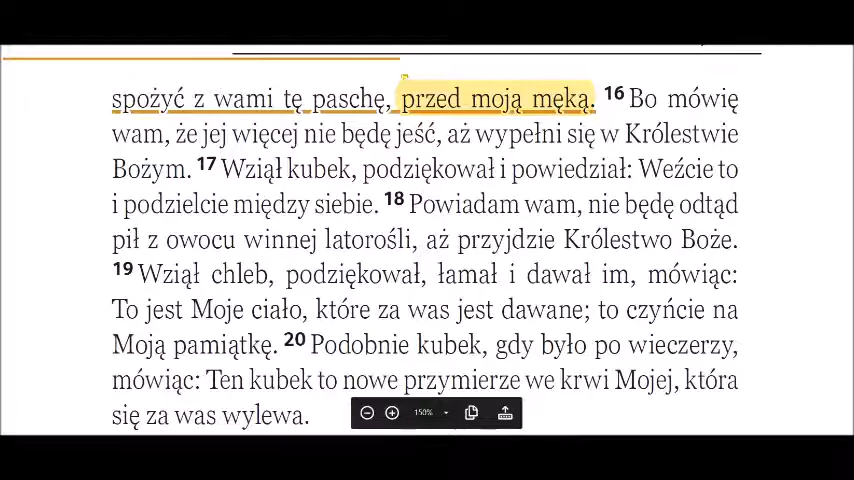 spożyć z wami tę paschę, przed moją męką. 16 Bo mówię
wam, że jej więcej nie będę jeść, aż wypełni się w Królestwie
Bożym. 17 Wziął kubek, podziękował i powiedział: Weźcie to
i podzielcie między siebie. 18 Powiadam wam, nie będę odtąd
pił z owocu winnej latorośli, aż przyjdzie Królestwo Boże.
19 Wziął chleb, podziękował, łamał i dawał im, mówiąc:
To jest Moje ciało, które za was jest dawane; to czyńcie na
Moją pamiątkę. 20 Podobnie kubek, gdy było po wieczerzy,
mówiąc: Ten kubek to nowe przymierze we krwi Mojej, która
się za was wylewa.
150%